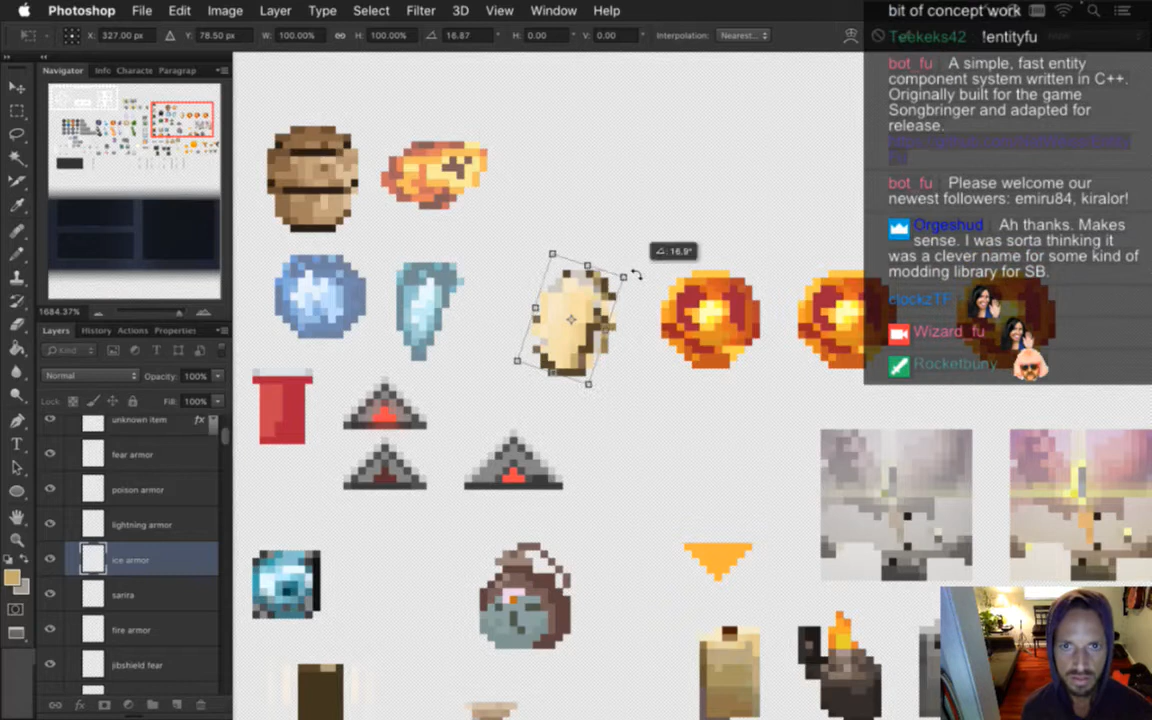 Photoshop File Edit Image Layer Type Select Filter 3D View Window Help
X: 327.00 px Y: 78.50 px W: 100.00% H: 100.00% 16.87 H: 0.00 V: 0.00 Interpolation: Nearest...
Navigator Info Characte Paragrap
1684.37%
Layers History Actions Properties
Kind
Normal Opacity: 100%
Lock: Fill: 100%
unknown item fx
fear armor
poison armor
lightning armor
ice armor
sarira
fire armor
jibshield fear
fx
16.9°
bit of concept work
Teekeks42 !entityfu
bot_fu A simple, fast entity
component system written in C++.
Originally built for the game
Songbringer and adapted for
release.
bot_fu Please welcome our
newest followers: emiru84, kiralor!
Orgeshud Ah thanks. Makes
sense. I was sorta thinking it
was a clever name for some kind of
modding library for SB.
clockzTF
Wizard_fu
Rocketbuny